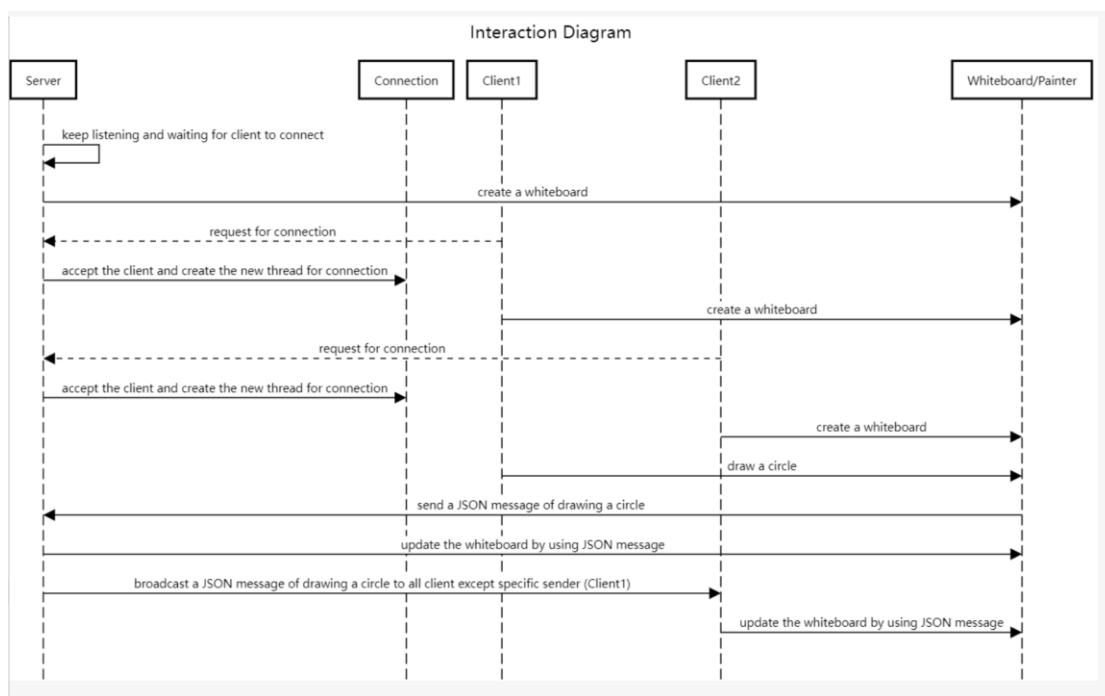 Interaction Diagram
Server
Connection
Client1
Client2
Whiteboard/Painter
keep listening and waiting for client to connect
create a whiteboard
request for connection
accept the client and create the new thread for connection
create a whiteboard
request for connection
accept the client and create the new thread for connection
create a whiteboard
draw a circle
send a JSON message of drawing a circle
update the whiteboard by using JSON message
broadcast a JSON message of drawing a circle to all client except specific sender (Client1)
update the whiteboard by using JSON message